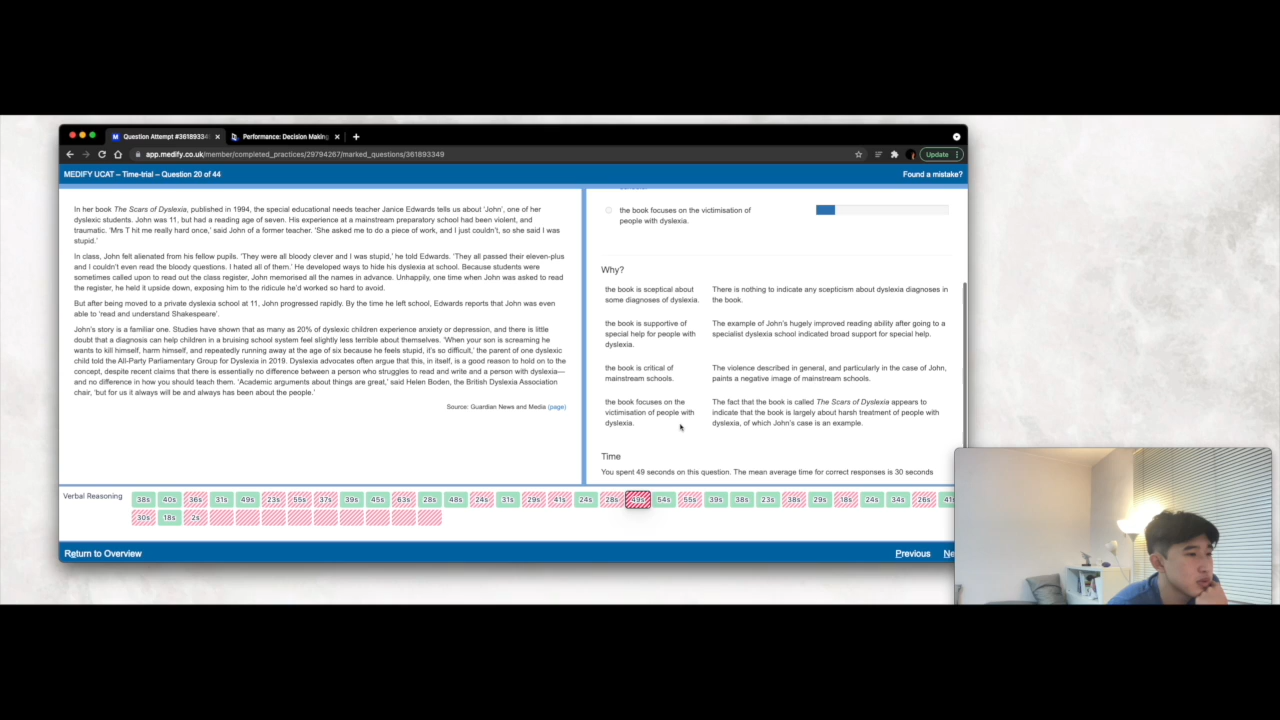 Question Attempt #36189334
Performance: Decision Making
app.medify.co.uk/member/completed_practices/29794267/marked_questions/361893349
Update
MEDIFY UCAT – Time-trial – Question 20 of 44
Found a mistake?
In her book The Scars of Dyslexia, published in 1994, the special educational needs teacher Janice Edwards tells us about 'John', one of her
dyslexic students. John was 11, but had a reading age of seven. His experience at a mainstream preparatory school had been violent, and
traumatic. 'Mrs T hit me really hard once,' said John of a former teacher. 'She asked me to do a piece of work, and I just couldn't, so she said I was
stupid.'
In class, John felt alienated from his fellow pupils. 'They were all bloody clever and I was stupid,' he told Edwards. 'They all passed their eleven-plus
and I couldn't even read the bloody questions. I hated all of them.' He developed ways to hide his dyslexia at school. Because students were
sometimes called upon to read out the class register, John memorised all the names in advance. Unhappily, one time when John was asked to read
the register, he held it upside down, exposing him to the ridicule he'd worked so hard to avoid.
But after being moved to a private dyslexia school at 11, John progressed rapidly. By the time he left school, Edwards reports that John was even
able to 'read and understand Shakespeare'.
John's story is a familiar one. Studies have shown that as many as 20% of dyslexic children experience anxiety or depression, and there is little
doubt that a diagnosis can help children in a bruising school system feel slightly less terrible about themselves. 'When your son is screaming he
wants to kill himself, harm himself, and repeatedly running away at the age of six because he feels stupid, it's so difficult,' the parent of one dyslexic
child told the All-Party Parliamentary Group for Dyslexia in 2019. Dyslexia advocates often argue that this, in itself, is a good reason to hold on to the
concept, despite recent claims that there is essentially no difference between a person who struggles to read and write and a person with dyslexia—
and no difference in how you should teach them. 'Academic arguments about things are great,' said Helen Boden, the British Dyslexia Association
chair, 'but for us it always will be and always has been about the people.'
Source: Guardian News and Media (page)
the book focuses on the victimisation of
people with dyslexia.
Why?
the book is sceptical about
some diagnoses of dyslexia.
There is nothing to indicate any scepticism about dyslexia diagnoses in
the book.
the book is supportive of
special help for people with
dyslexia.
The example of John's hugely improved reading ability after going to a
specialist dyslexia school indicated broad support for special help.
the book is critical of
mainstream schools.
The violence described in general, and particularly in the case of John,
paints a negative image of mainstream schools.
the book focuses on the
victimisation of people with
dyslexia.
The fact that the book is called The Scars of Dyslexia appears to
indicate that the book is largely about harsh treatment of people with
dyslexia, of which John's case is an example.
Time
You spent 49 seconds on this question. The mean average time for correct responses is 30 seconds
Verbal Reasoning
38s 40s 36s 31s 49s 23s 55s 37s 39s 45s 63s 28s 48s 24s 31s 29s 41s 24s 28s 49s 54s 55s 39s 38s 23s 38s 29s 18s 24s 34s 26s 41s
30s 18s 2s
Return to Overview
Previous
Ne